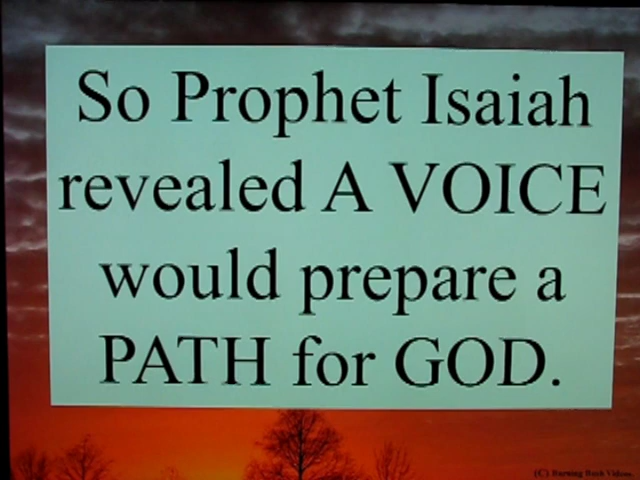 So Prophet Isaiah
revealed A VOICE
would prepare a
PATH for GOD.
(C) Burning Bush Videos.